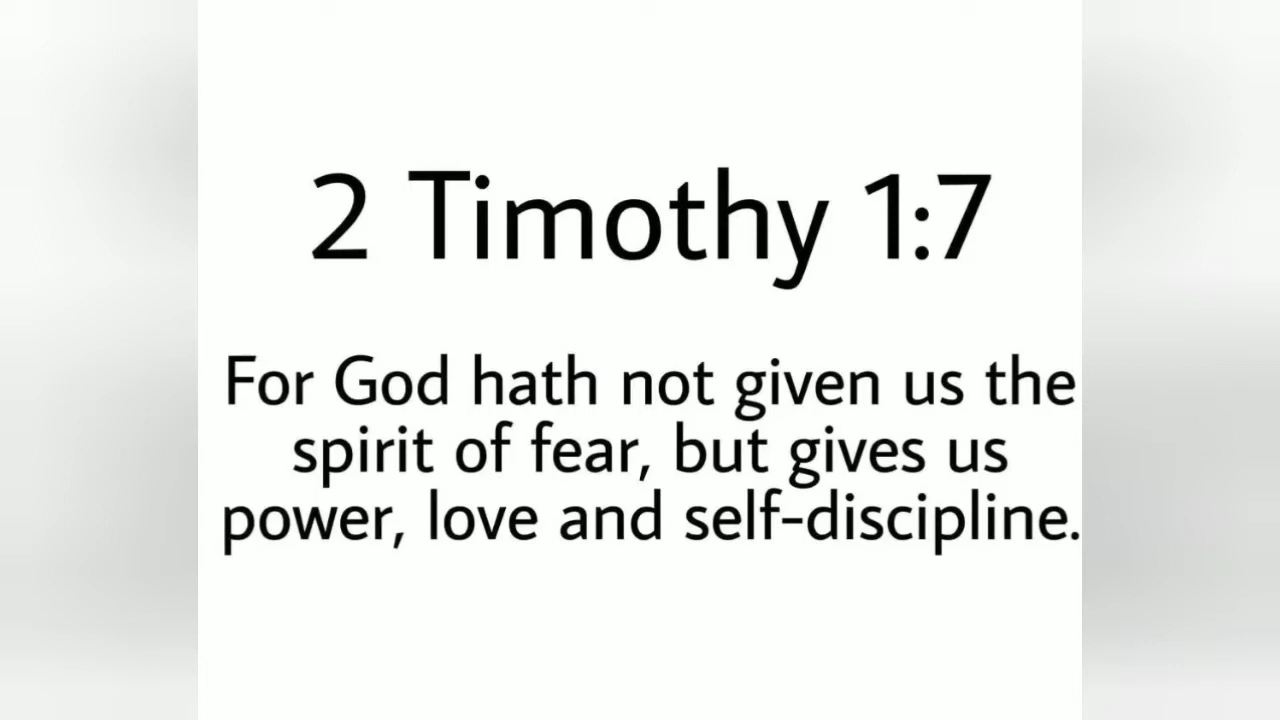 2 Timothy 1:7
For God hath not given us the
spirit of fear, but gives us
power, love and self-discipline.